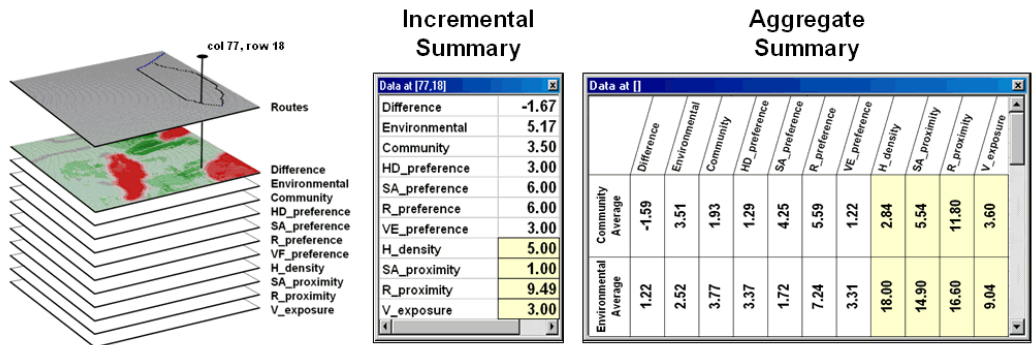 Incremental
Summary
Aggregate
Summary
col 77, row 18
Routes
Difference
Environmental
Community
HD_preference
SA_preference
R_preference
VF_preference
H_density
SA_proximity
R_proximity
V_exposure
Data at [77,18]
Difference -1.67
Environmental 5.17
Community 3.50
HD_preference 3.00
SA_preference 6.00
R_preference 6.00
VE_preference 3.00
H_density 5.00
SA_proximity 1.00
R_proximity 9.49
V_exposure 3.00
Data at []
Difference Environmental Community HD_preference SA_preference R_preference VE_preference H_density SA_proximity R_proximity V_exposure
Community
Average
-1.59 3.51 1.93 1.29 4.25 5.59 1.22 2.84 5.54 11.80 3.60
Environmental
Average
1.22 2.52 3.77 3.37 1.72 7.24 3.31 18.00 14.90 16.60 9.04